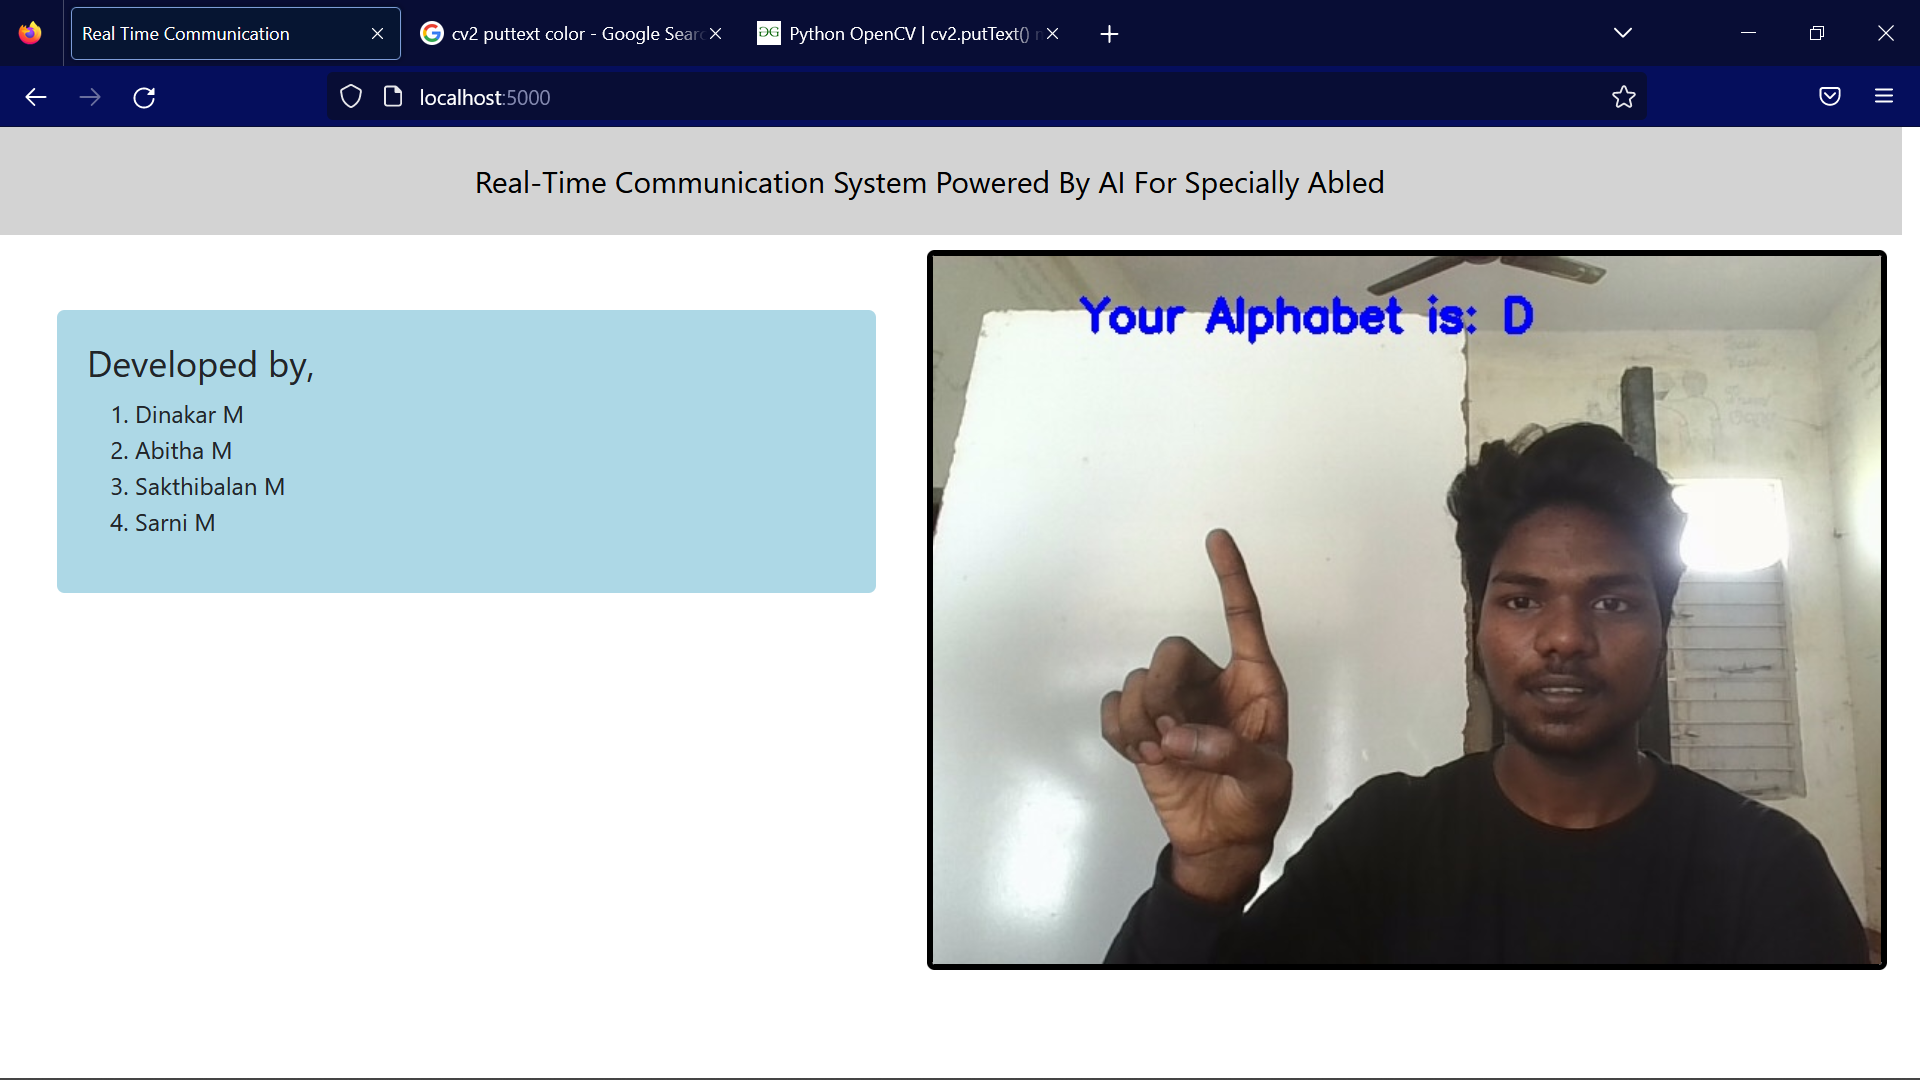 Real Time Communication
cv2 puttext color - Google Sear
Python OpenCV | cv2.putText() m
localhost:5000
Real-Time Communication System Powered By AI For Specially Abled
Developed by,
1. Dinakar M
2. Abitha M
3. Sakthibalan M
4. Sarni M
Your Alphabet is: D